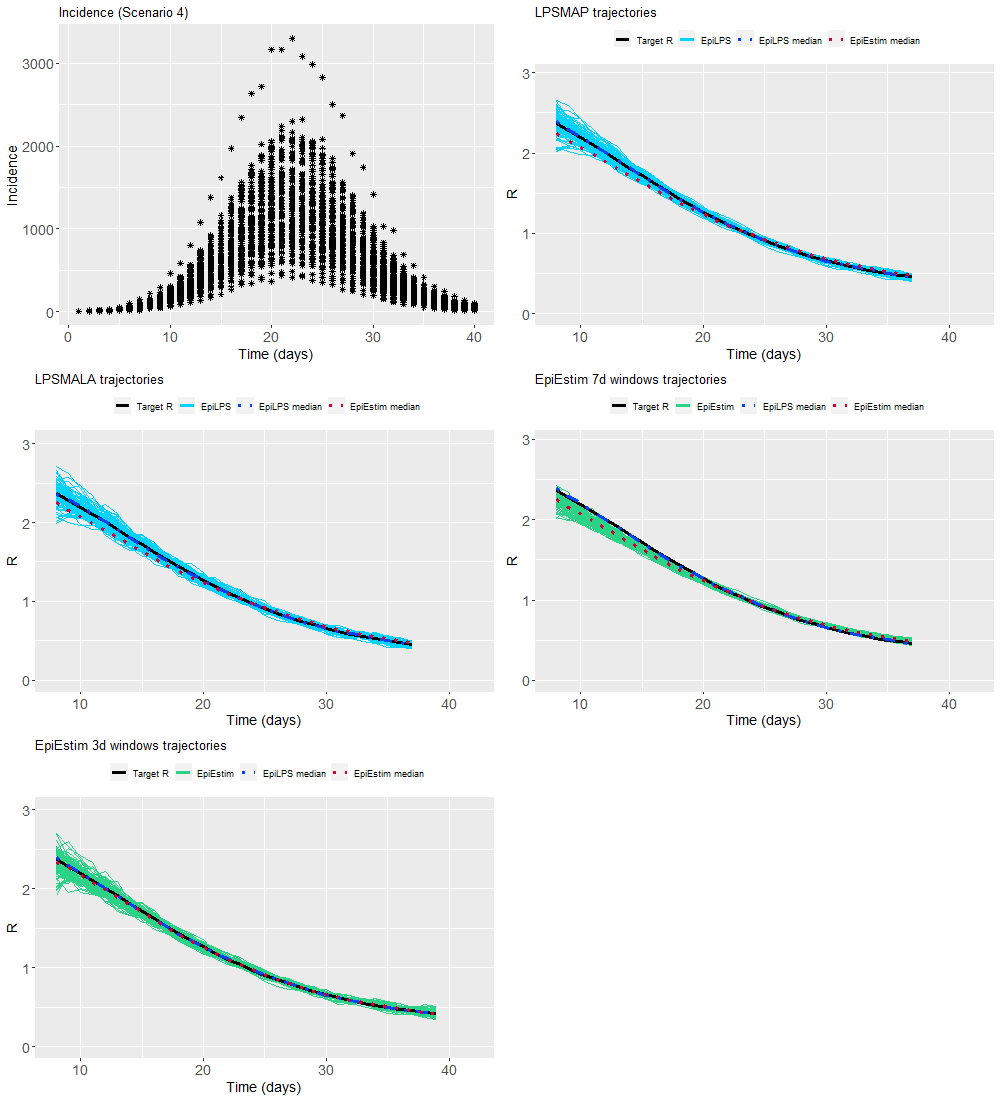 Incidence (Scenario 4)
3000
2000
1000
0
Incidence
0 10 20 30 40
Time (days)
LPSMAP trajectories
Target R EpiLPS EpiLPS median EpiEstim median
3
2
1
0
R
10 20 30 40
Time (days)
LPSMALA trajectories
Target R EpiLPS EpiLPS median EpiEstim median
3
2
1
0
R
10 20 30 40
Time (days)
EpiEstim 7d windows trajectories
Target R EpiEstim EpiLPS median EpiEstim median
3
2
1
0
R
10 20 30 40
Time (days)
EpiEstim 3d windows trajectories
Target R EpiEstim EpiLPS median EpiEstim median
3
2
1
0
R
10 20 30 40
Time (days)